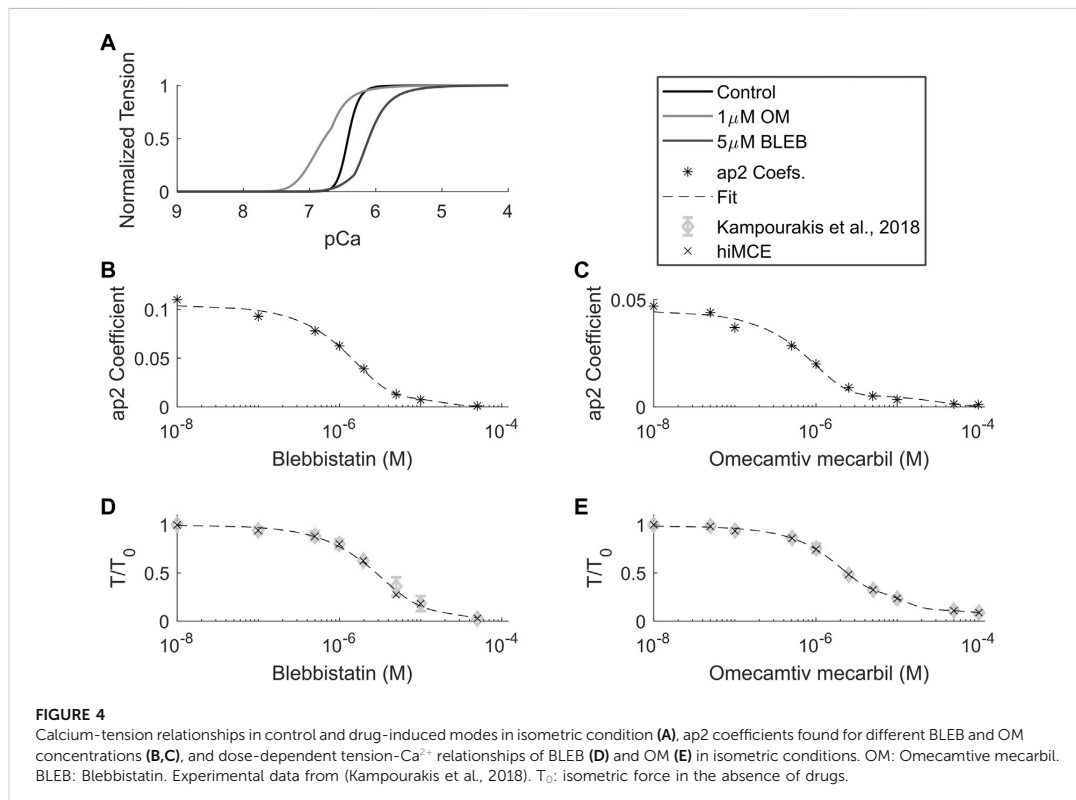 A
Normalized Tension
1
0.5
0
9 8 7 6 5 4
pCa
Control
1μM OM
5μM BLEB
ap2 Coefs.
Fit
Kampourakis et al., 2018
hiMCE
B
ap2 Coefficient
0.1
0.05
0
10⁻⁸ 10⁻⁶ 10⁻⁴
Blebbistatin (M)
C
ap2 Coefficient
0.05
0
10⁻⁸ 10⁻⁶ 10⁻⁴
Omecamtiv mecarbil (M)
D
T/T₀
1
0.5
0
10⁻⁸ 10⁻⁶ 10⁻⁴
Blebbistatin (M)
E
T/T₀
1
0.5
0
10⁻⁸ 10⁻⁶ 10⁻⁴
Omecamtiv mecarbil (M)
FIGURE 4
Calcium-tension relationships in control and drug-induced modes in isometric condition (A), ap2 coefficients found for different BLEB and OM
concentrations (B,C), and dose-dependent tension-Ca²⁺ relationships of BLEB (D) and OM (E) in isometric conditions. OM: Omecamtiv mecarbil.
BLEB: Blebbistatin. Experimental data from (Kampourakis et al., 2018). T₀: isometric force in the absence of drugs.